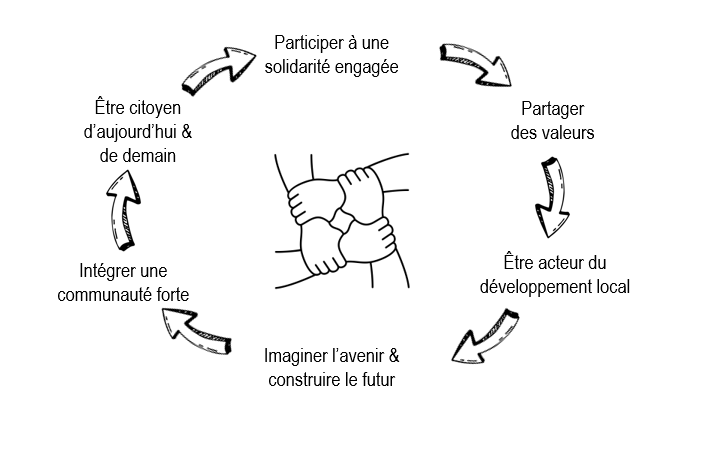 Participer à une
solidarité engagée
Partager
des valeurs
Être acteur du
développement local
Imaginer l’avenir &
construire le futur
Intégrer une
communauté forte
Être citoyen
d’aujourd’hui &
de demain